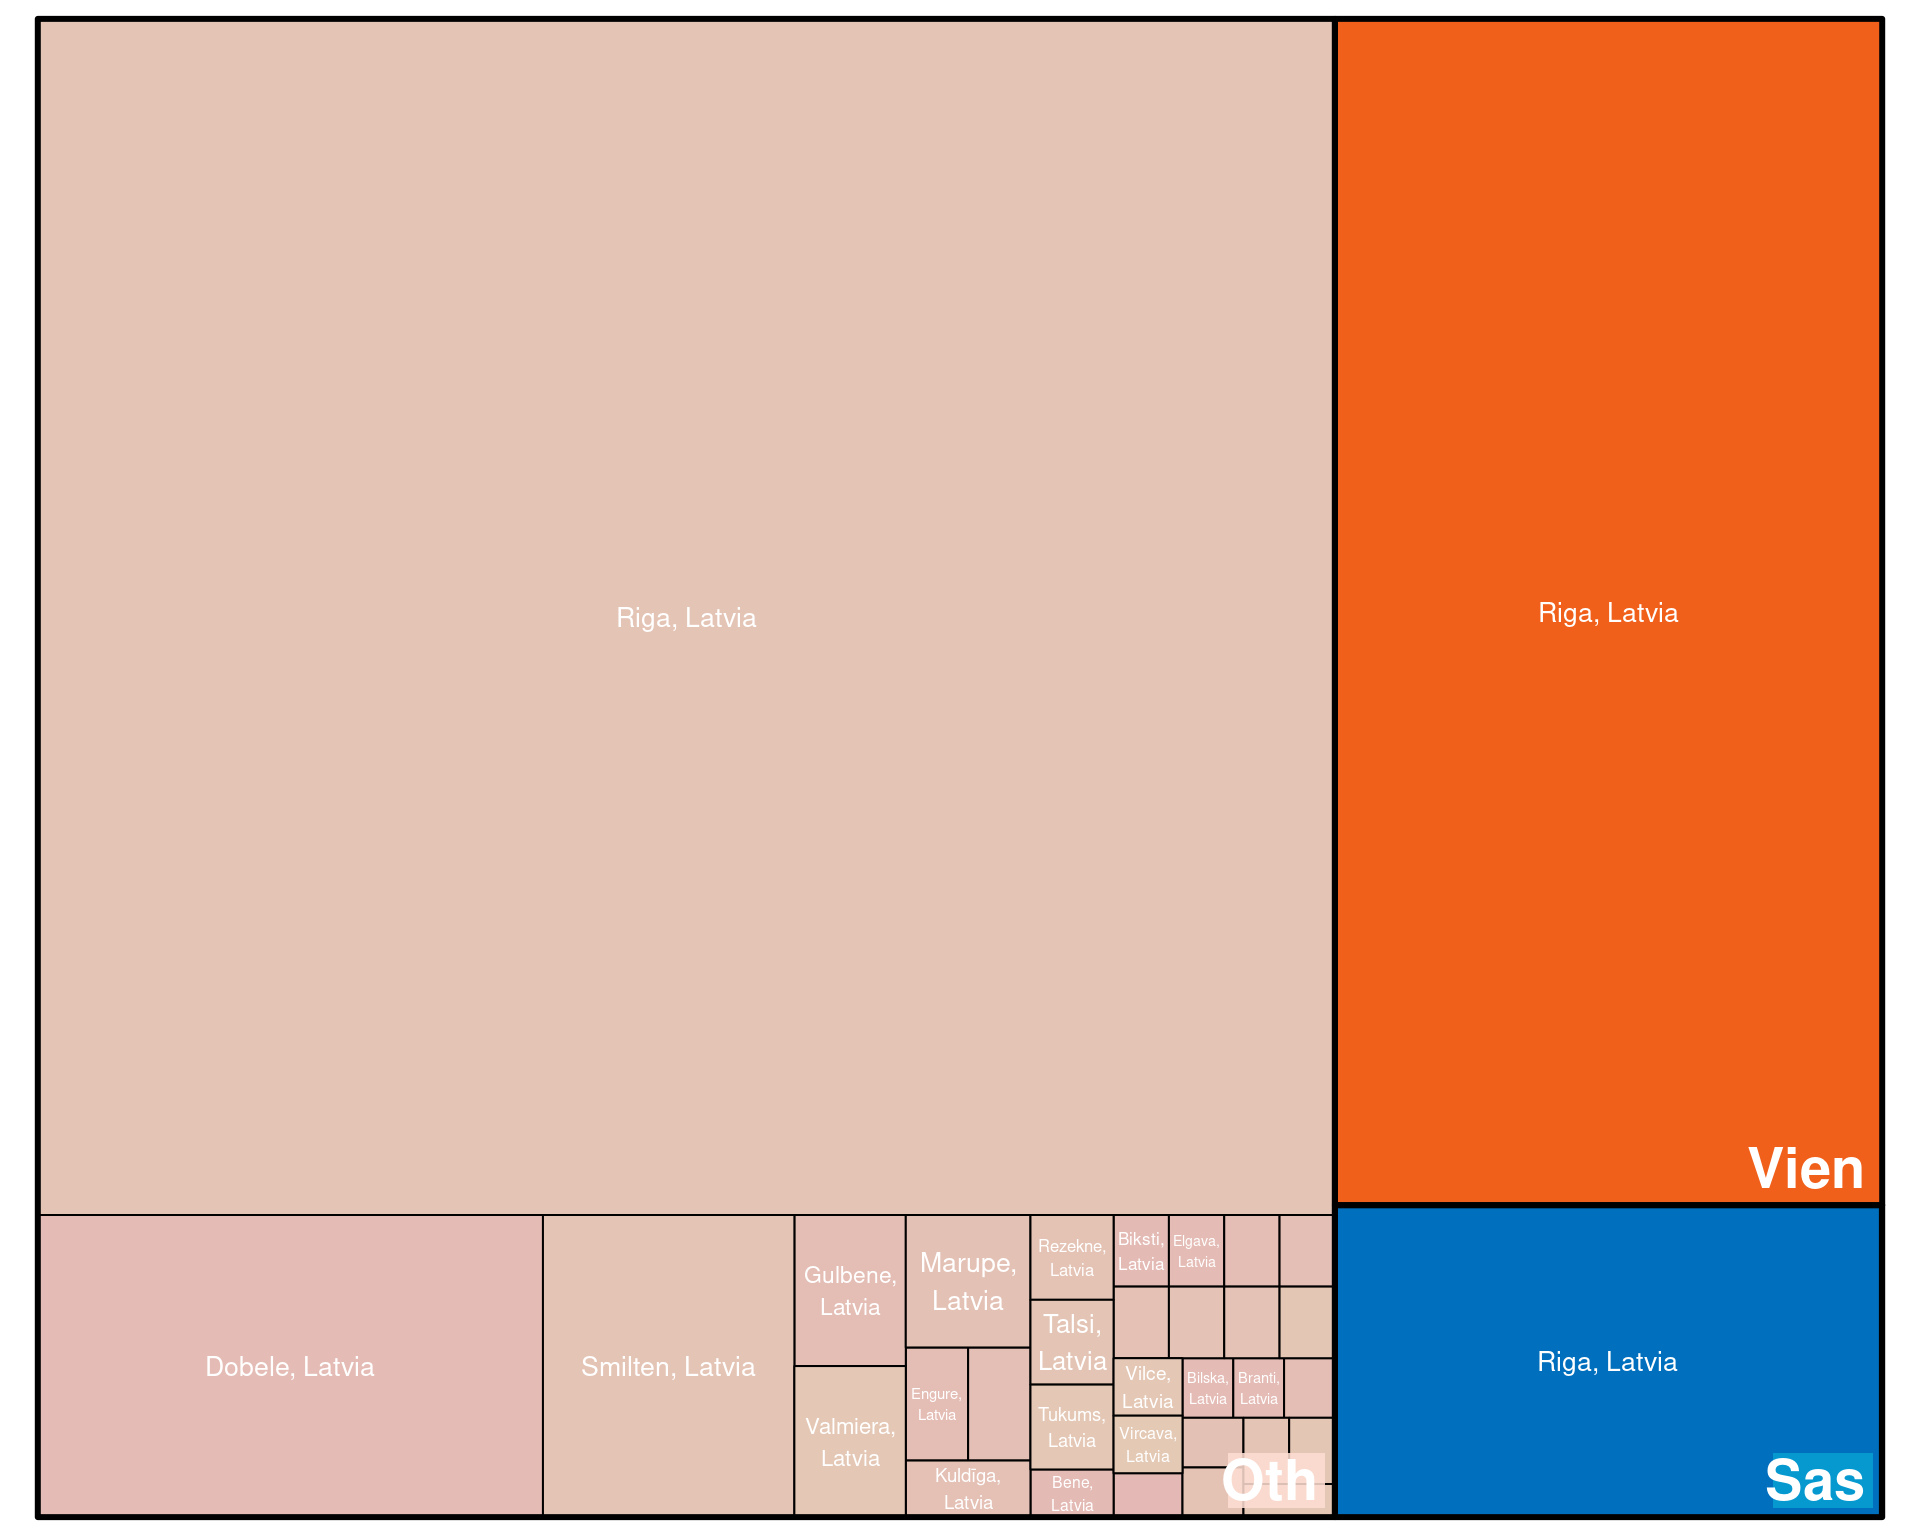 Riga, Latvia
Riga, Latvia
Vien
Dobele, Latvia
Smilten, Latvia
Gulbene,
Latvia
Valmiera,
Latvia
Marupe,
Latvia
Engure,
Latvia
Kuldīga,
Latvia
Rezekne,
Latvia
Talsi,
Latvia
Tukums,
Latvia
Bene,
Latvia
Biksti,
Latvia
Elgava,
Latvia
Vilce,
Latvia
Vircava,
Latvia
Bilska,
Latvia
Branti,
Latvia
Oth
Riga, Latvia
Sas